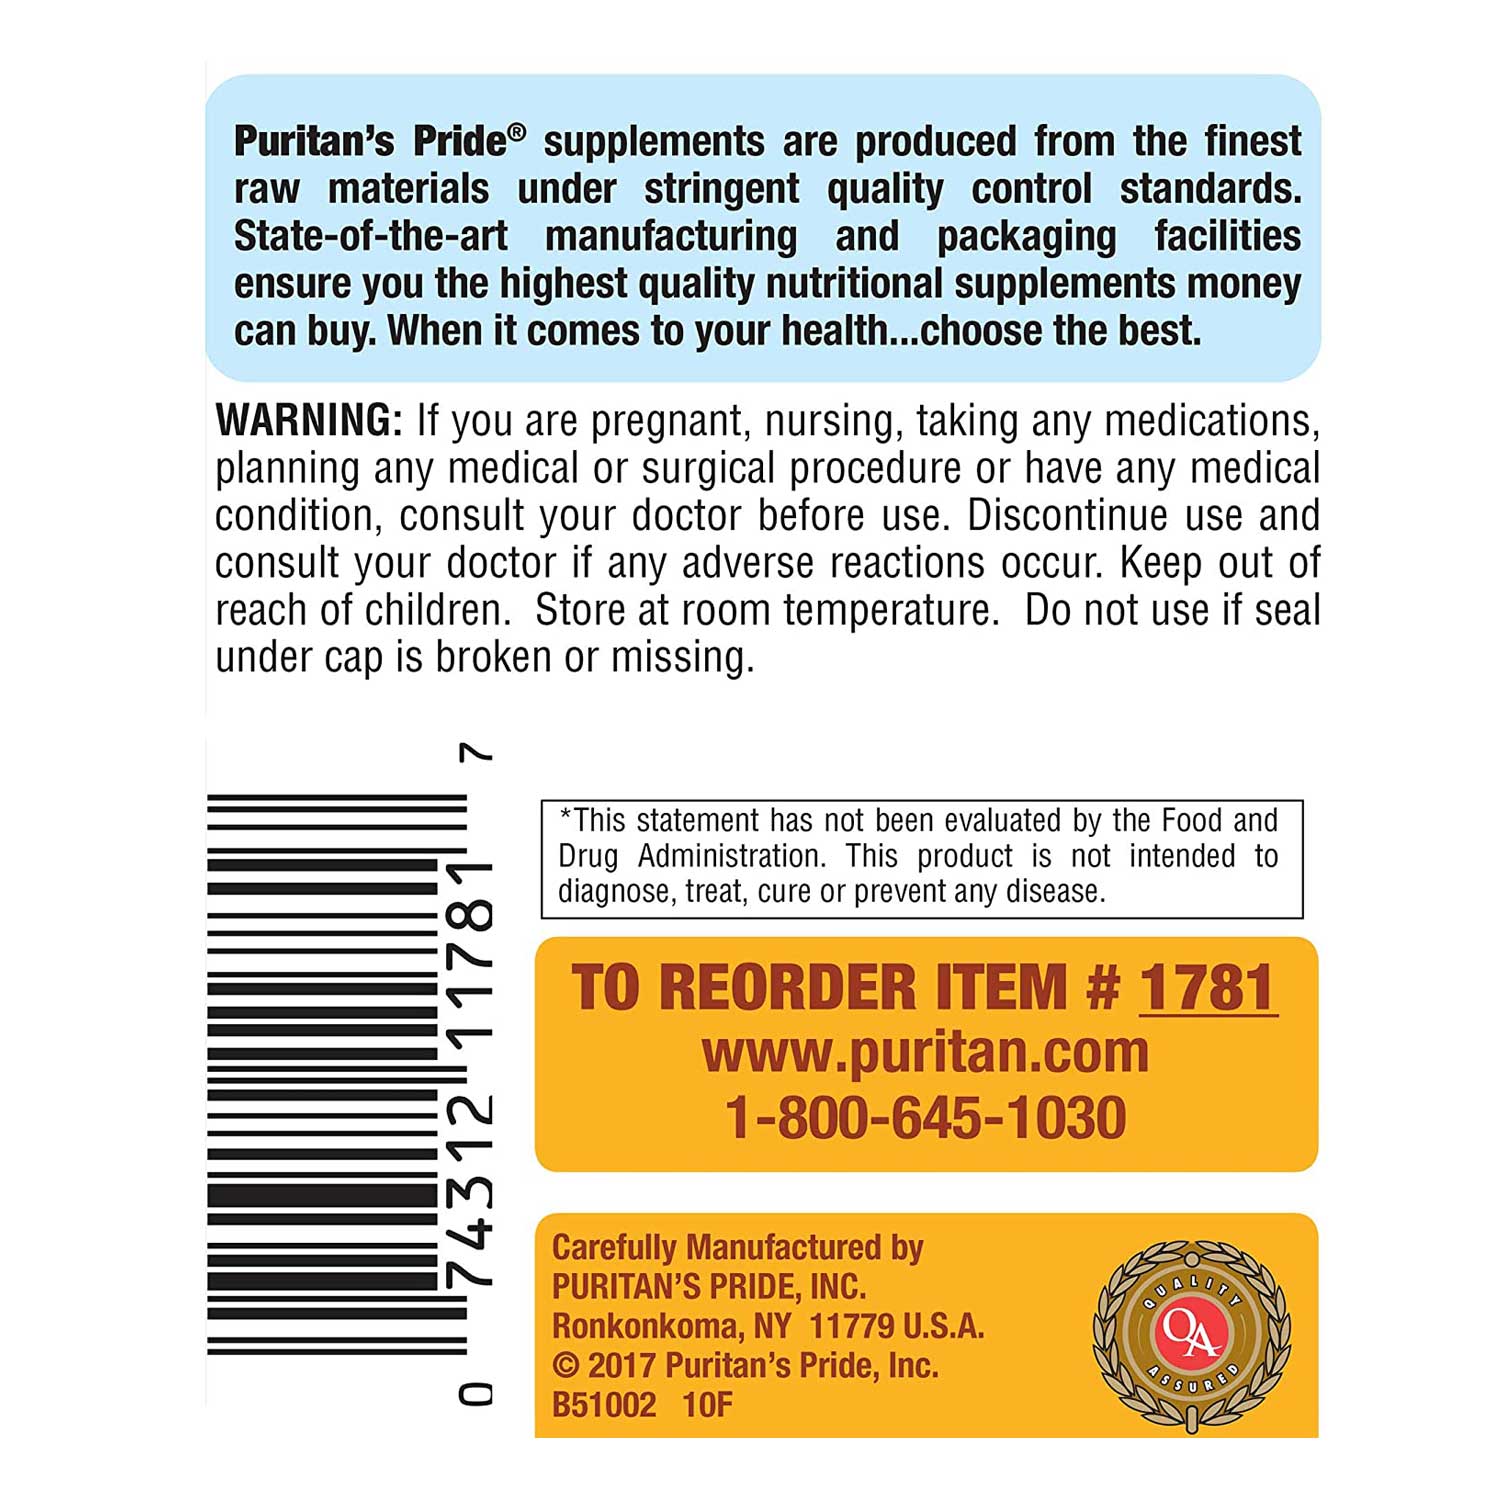 Puritan's Pride® supplements are produced from the finest
raw materials under stringent quality control standards.
State-of-the-art manufacturing and packaging facilities
ensure you the highest quality nutritional supplements money
can buy. When it comes to your health...choose the best.
WARNING: If you are pregnant, nursing, taking any medications,
planning any medical or surgical procedure or have any medical
condition, consult your doctor before use. Discontinue use and
consult your doctor if any adverse reactions occur. Keep out of
reach of children.  Store at room temperature.  Do not use if seal
under cap is broken or missing.
0 74312 11781 7
*This statement has not been evaluated by the Food and
Drug Administration. This product is not intended to
diagnose, treat, cure or prevent any disease.
TO REORDER ITEM # 1781
www.puritan.com
1-800-645-1030
Carefully Manufactured by
PURITAN'S PRIDE, INC.
Ronkonkoma, NY  11779 U.S.A.
© 2017 Puritan's Pride, Inc.
B51002  10F
QUALITY
QA
ASSURED